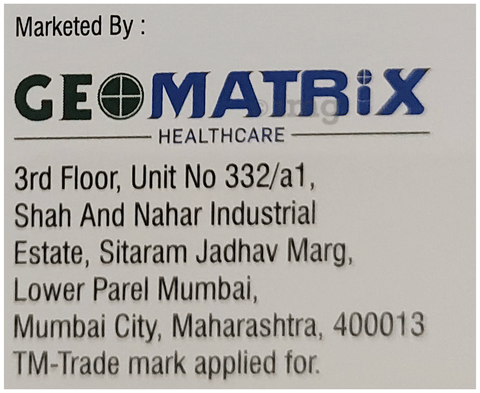 Marketed By :
GEOMATRiX
HEALTHCARE
3rd Floor, Unit No 332/a1,
Shah And Nahar Industrial
Estate, Sitaram Jadhav Marg,
Lower Parel Mumbai,
Mumbai City, Maharashtra, 400013
TM-Trade mark applied for.